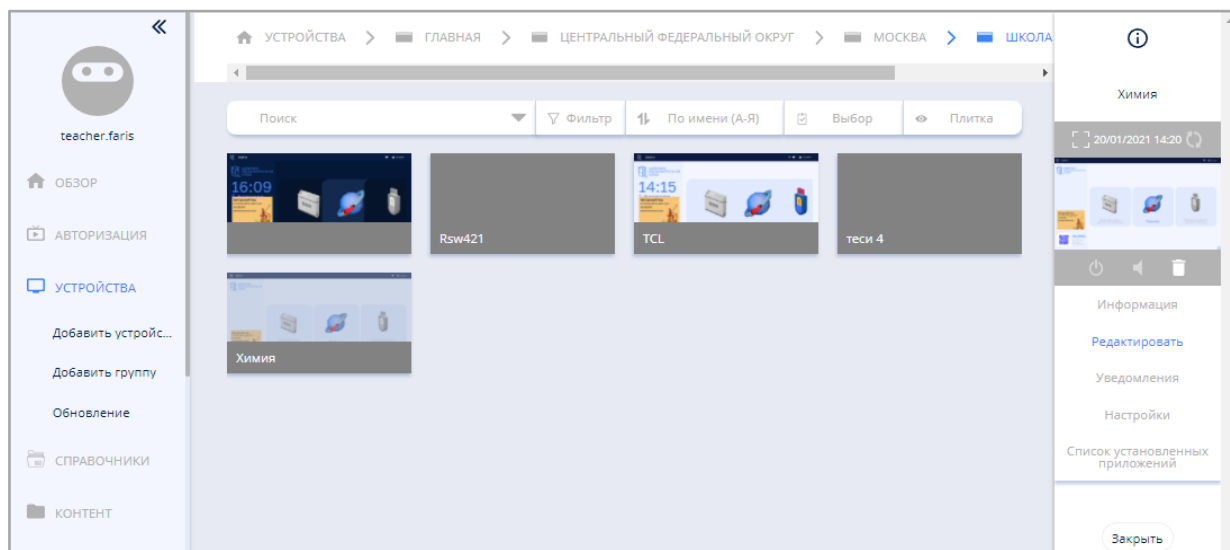 teacher.faris
ОБЗОР
АВТОРИЗАЦИЯ
УСТРОЙСТВА
Добавить устройс...
Добавить группу
Обновление
СПРАВОЧНИКИ
КОНТЕНТ
УСТРОЙСТВА
ГЛАВНАЯ
ЦЕНТРАЛЬНЫЙ ФЕДЕРАЛЬНЫЙ ОКРУГ
МОСКВА
ШКОЛА
Поиск
Фильтр
По имени (А-Я)
Выбор
Плитка
16:09
Rsw421
14:15
TCL
теси 4
Химия
Химия
20/01/2021 14:20
Информация
Редактировать
Уведомления
Настройки
Список установленных
приложений
Закрыть